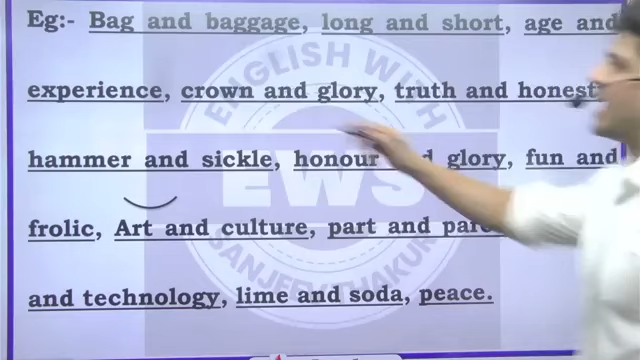 Eg:- Bag and baggage, long and short, age and
experience, crown and glory, truth and
hammer and sickle, honour glory, fun and
frolic, Art and culture, part and
and technology, lime and soda, peace.
ENGLISH WITH
EWS
SANJEEV THAKUR